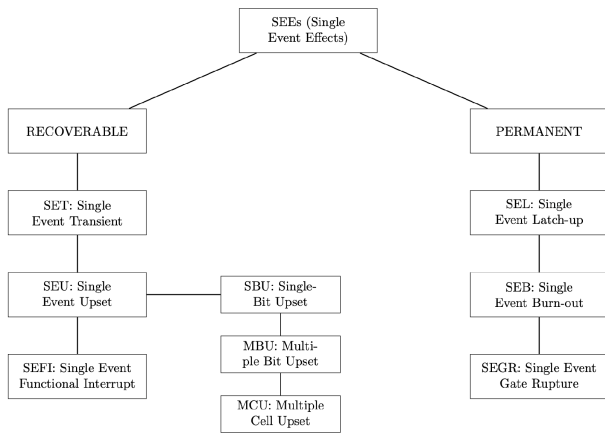 SEEs (Single
Event Effects)
RECOVERABLE
PERMANENT
SET: Single
Event Transient
SEL: Single
Event Latch-up
SEU: Single
Event Upset
SBU: Single-
Bit Upset
SEB: Single
Event Burn-out
MBU: Multi-
ple Bit Upset
SEFI: Single Event
Functional Interrupt
SEGR: Single Event
Gate Rupture
MCU: Multiple
Cell Upset